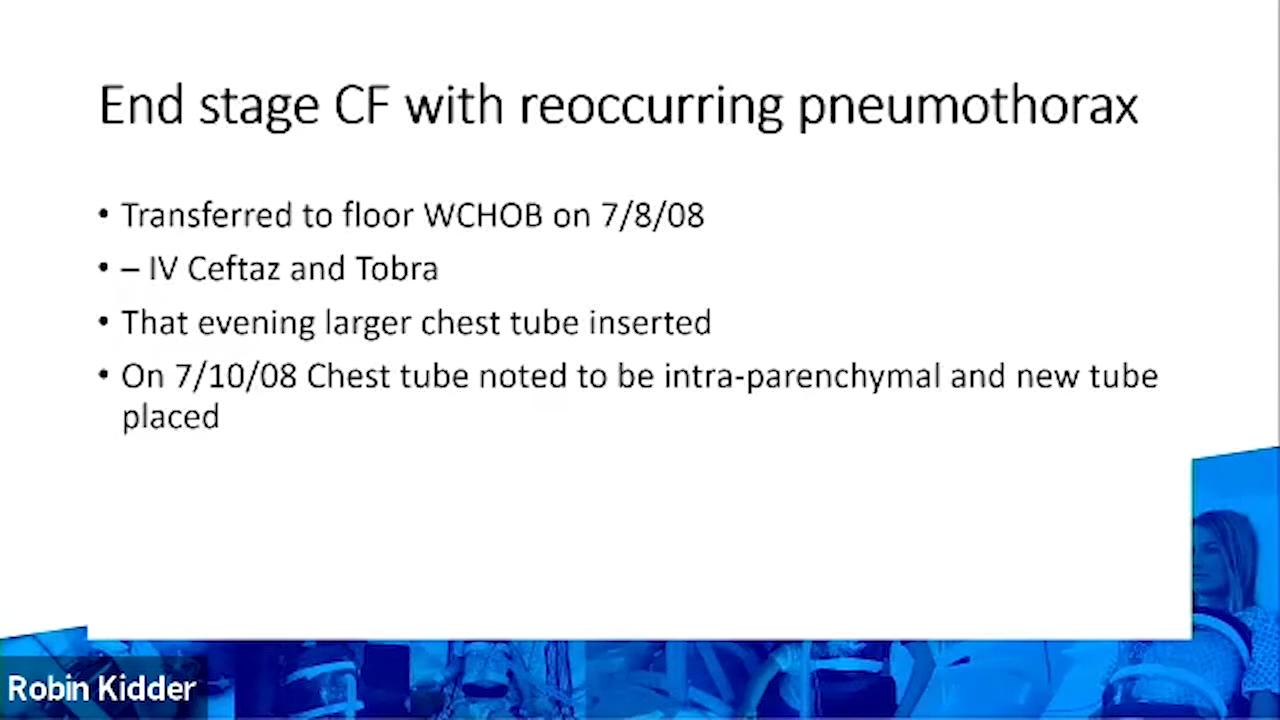 End stage CF with reoccurring pneumothorax
• Transferred to floor WCHOB on 7/8/08
• – IV Ceftaz and Tobra
• That evening larger chest tube inserted
• On 7/10/08 Chest tube noted to be intra-parenchymal and new tube
placed
Robin Kidder